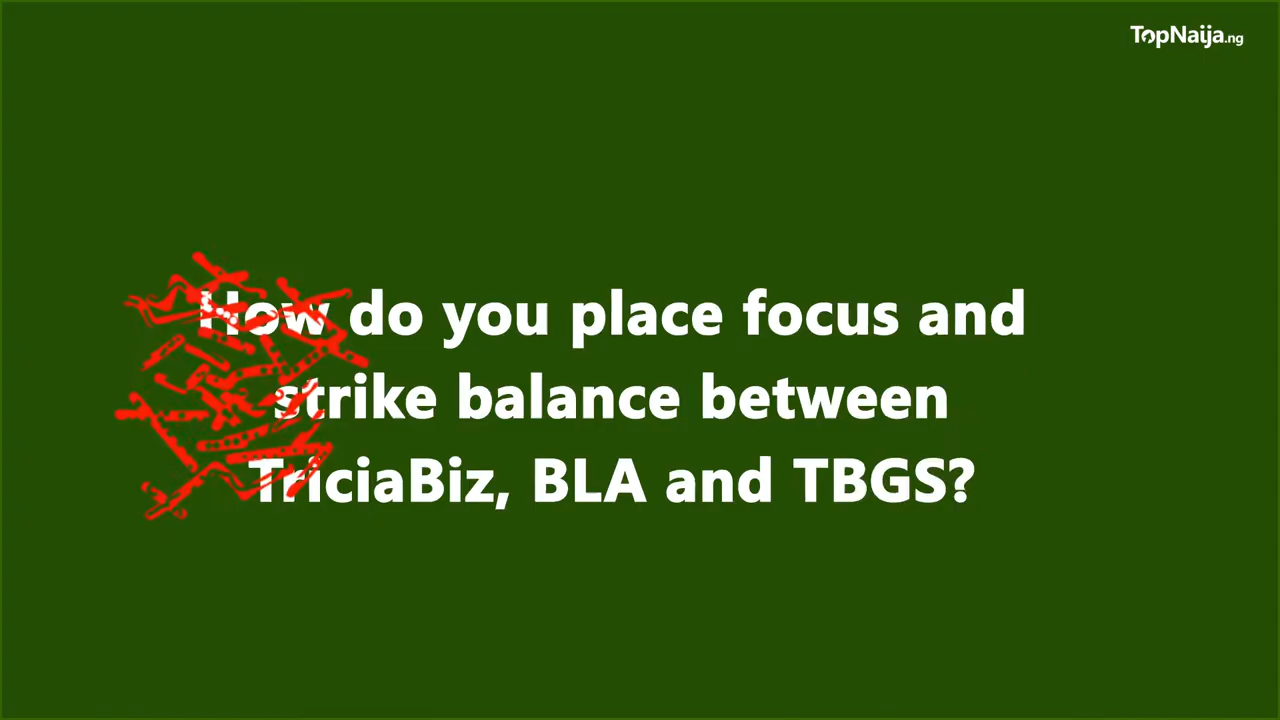 TopNaija.ng
How do you place focus and
strike balance between
TriciaBiz, BLA and TBGS?